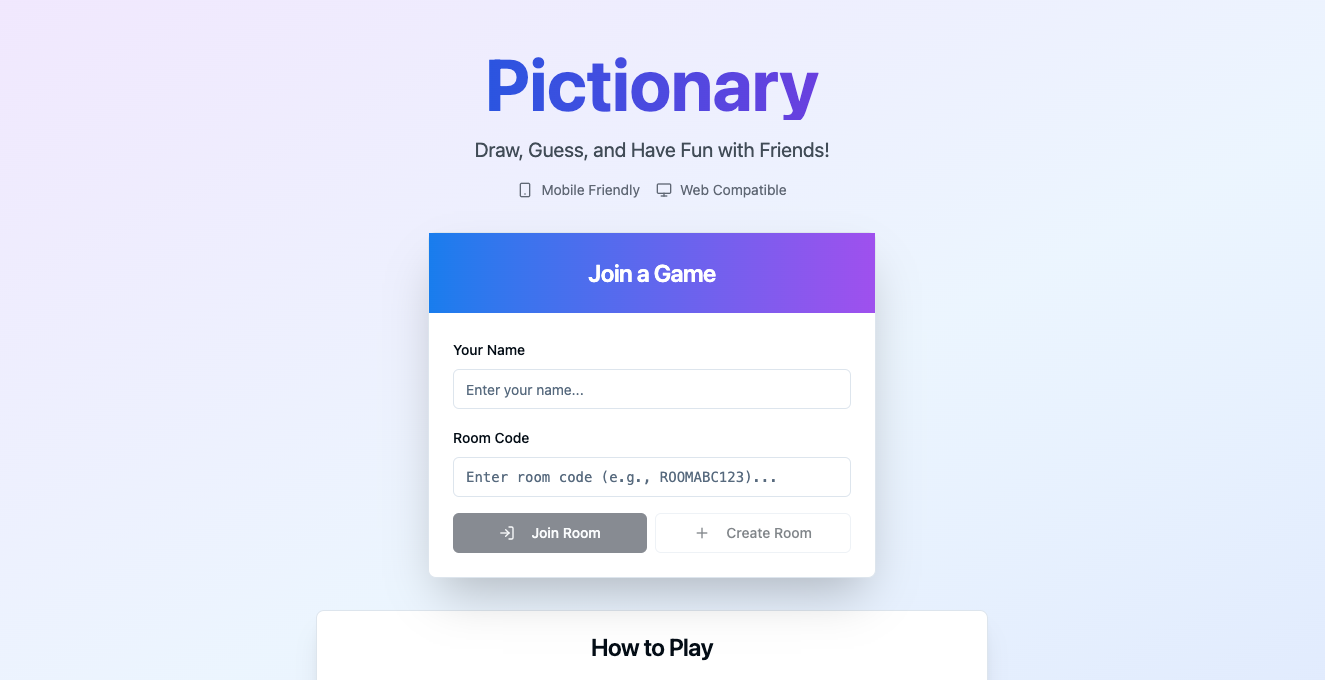 Pictionary
Draw, Guess, and Have Fun with Friends!
Mobile Friendly Web Compatible
Join a Game
Your Name
Enter your name...
Room Code
Enter room code (e.g., ROOMABC123)...
Join Room Create Room
How to Play